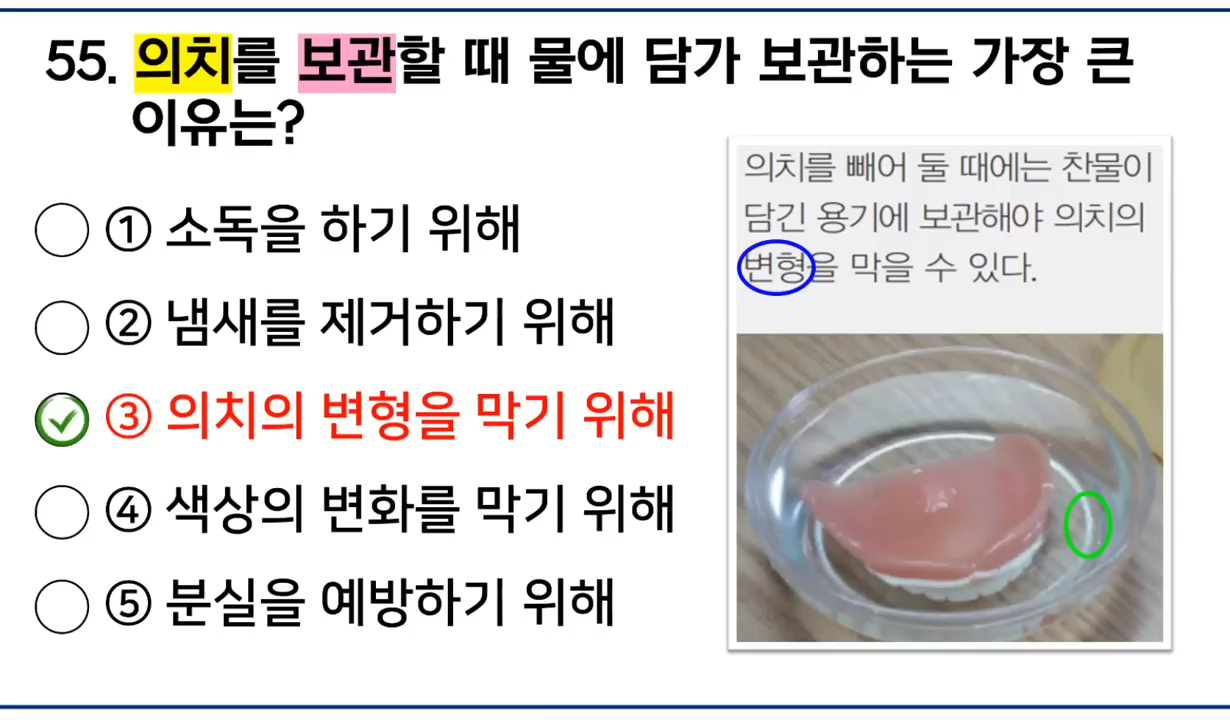 55. 의치를 보관할 때 물에 담가 보관하는 가장 큰
이유는?
① 소독을 하기 위해
② 냄새를 제거하기 위해
③ 의치의 변형을 막기 위해
④ 색상의 변화를 막기 위해
⑤ 분실을 예방하기 위해
의치를 빼어 둘 때에는 찬물이
담긴 용기에 보관해야 의치의
변형을 막을 수 있다.